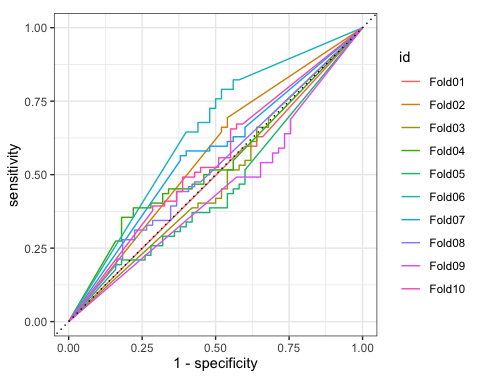 1.00
0.75
0.50
0.25
0.00
sensitivity
0.00 0.25 0.50 0.75 1.00
1 - specificity
id
Fold01
Fold02
Fold03
Fold04
Fold05
Fold06
Fold07
Fold08
Fold09
Fold10